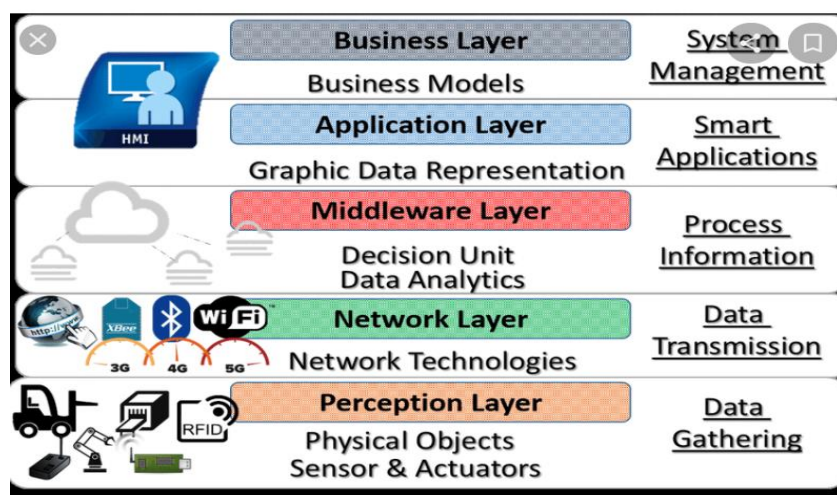 Business Layer
Business Models
System
Management
HMI
Application Layer
Graphic Data Representation
Smart
Applications
Middleware Layer
Decision Unit
Data Analytics
Process
Information
http://www
XBee
Wi Fi
3G
4G
5G
Network Layer
Network Technologies
Data
Transmission
RFID
Perception Layer
Physical Objects
Sensor & Actuators
Data
Gathering